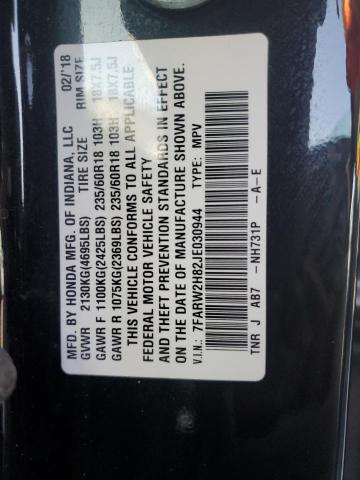 MFD. BY HONDA MFG. OF INDIANA, LLC 02/'18
GVWR 2130KG(4695LBS) TIRE SIZE RIM SIZE
GAWR F 1100KG(2425LBS) 235/60R18 103H 18X7.5J
GAWR R 1075KG(2369LBS) 235/60R18 103H 18X7.5J
THIS VEHICLE CONFORMS TO ALL APPLICABLE
FEDERAL MOTOR VEHICLE SAFETY
AND THEFT PREVENTION STANDARDS IN EFFECT
ON THE DATE OF MANUFACTURE SHOWN ABOVE.
V.I.N.: 7FARW2H82JE030944 TYPE: MPV
TNR J AB7 -NH731P -A-E